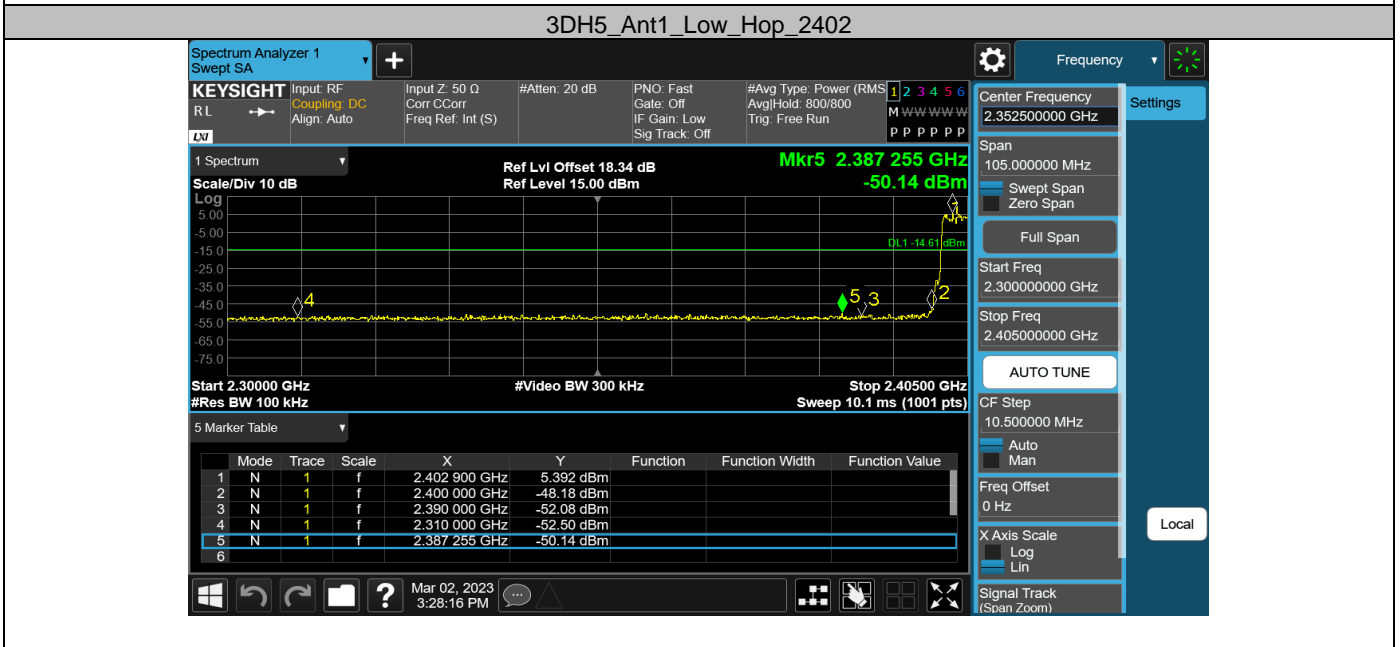 3DH5_Ant1_Low_Hop_2402
Spectrum Analyzer 1
Swept SA
Frequency
KEYSIGHT Input: RF Input Z: 50 Ω #Atten: 20 dB PNO: Fast #Avg Type: Power (RMS 1 2 3 4 5 6
RL Coupling: DC Corr CCorr Gate: Off Avg|Hold: 800/800 M W W W W W
Align: Auto Freq Ref: Int (S) IF Gain: Low Trig: Free Run
LXI Sig Track: Off P P P P P P
Center Frequency
2.352500000 GHz
Settings
Span
105.000000 MHz
Swept Span
Zero Span
Full Span
Start Freq
2.300000000 GHz
Stop Freq
2.405000000 GHz
AUTO TUNE
CF Step
10.500000 MHz
Auto
Man
Freq Offset
0 Hz
X Axis Scale
Log
Lin
Signal Track
(Span Zoom)
Local
1 Spectrum
Ref Lvl Offset 18.34 dB
Mkr5 2.387 255 GHz
Scale/Div 10 dB Ref Level 15.00 dBm -50.14 dBm
Log
5.00
-5.00
-15.0
-25.0
-35.0
-45.0
-55.0
-65.0
-75.0
DL1 -14.61 dBm
1
4 5 3 2
Start 2.30000 GHz #Video BW 300 kHz Stop 2.40500 GHz
#Res BW 100 kHz Sweep 10.1 ms (1001 pts)
5 Marker Table
Mode Trace Scale X Y Function Function Width Function Value
1 N 1 f 2.402 900 GHz 5.392 dBm
2 N 1 f 2.400 000 GHz -48.18 dBm
3 N 1 f 2.390 000 GHz -52.08 dBm
4 N 1 f 2.310 000 GHz -52.50 dBm
5 N 1 f 2.387 255 GHz -50.14 dBm
6
? Mar 02, 2023
3:28:16 PM